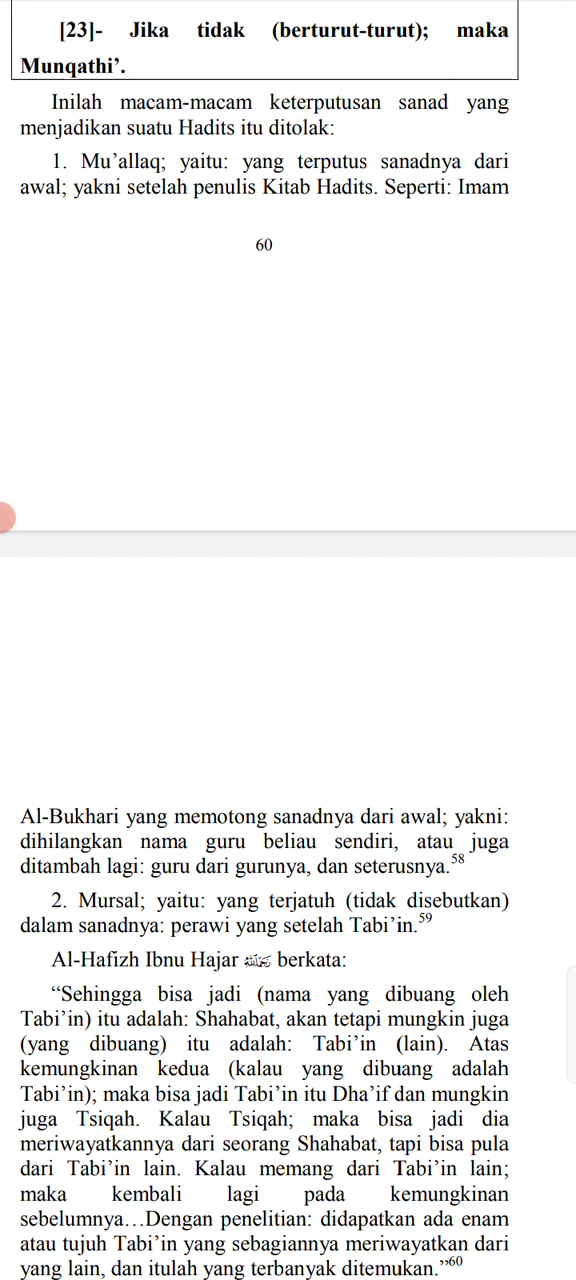 [23]- Jika tidak (berturut-turut); maka
Munqathi’.
Inilah macam-macam keterputusan sanad yang
menjadikan suatu Hadits itu ditolak:
1. Mu’allaq; yaitu: yang terputus sanadnya dari
awal; yakni setelah penulis Kitab Hadits. Seperti: Imam
60
Al-Bukhari yang memotong sanadnya dari awal; yakni:
dihilangkan nama guru beliau sendiri, atau juga
ditambah lagi: guru dari gurunya, dan seterusnya.58
2. Mursal; yaitu: yang terjatuh (tidak disebutkan)
dalam sanadnya: perawi yang setelah Tabi’in.59
Al-Hafizh Ibnu Hajar berkata:
“Sehingga bisa jadi (nama yang dibuang oleh
Tabi’in) itu adalah: Shahabat, akan tetapi mungkin juga
(yang dibuang) itu adalah: Tabi’in (lain). Atas
kemungkinan kedua (kalau yang dibuang adalah
Tabi’in); maka bisa jadi Tabi’in itu Dha’if dan mungkin
juga Tsiqah. Kalau Tsiqah; maka bisa jadi dia
meriwayatkannya dari seorang Shahabat, tapi bisa pula
dari Tabi’in lain. Kalau memang dari Tabi’in lain;
maka kembali lagi pada kemungkinan
sebelumnya…Dengan penelitian: didapatkan ada enam
atau tujuh Tabi’in yang sebagiannya meriwayatkan dari
yang lain, dan itulah yang terbanyak ditemukan.”60